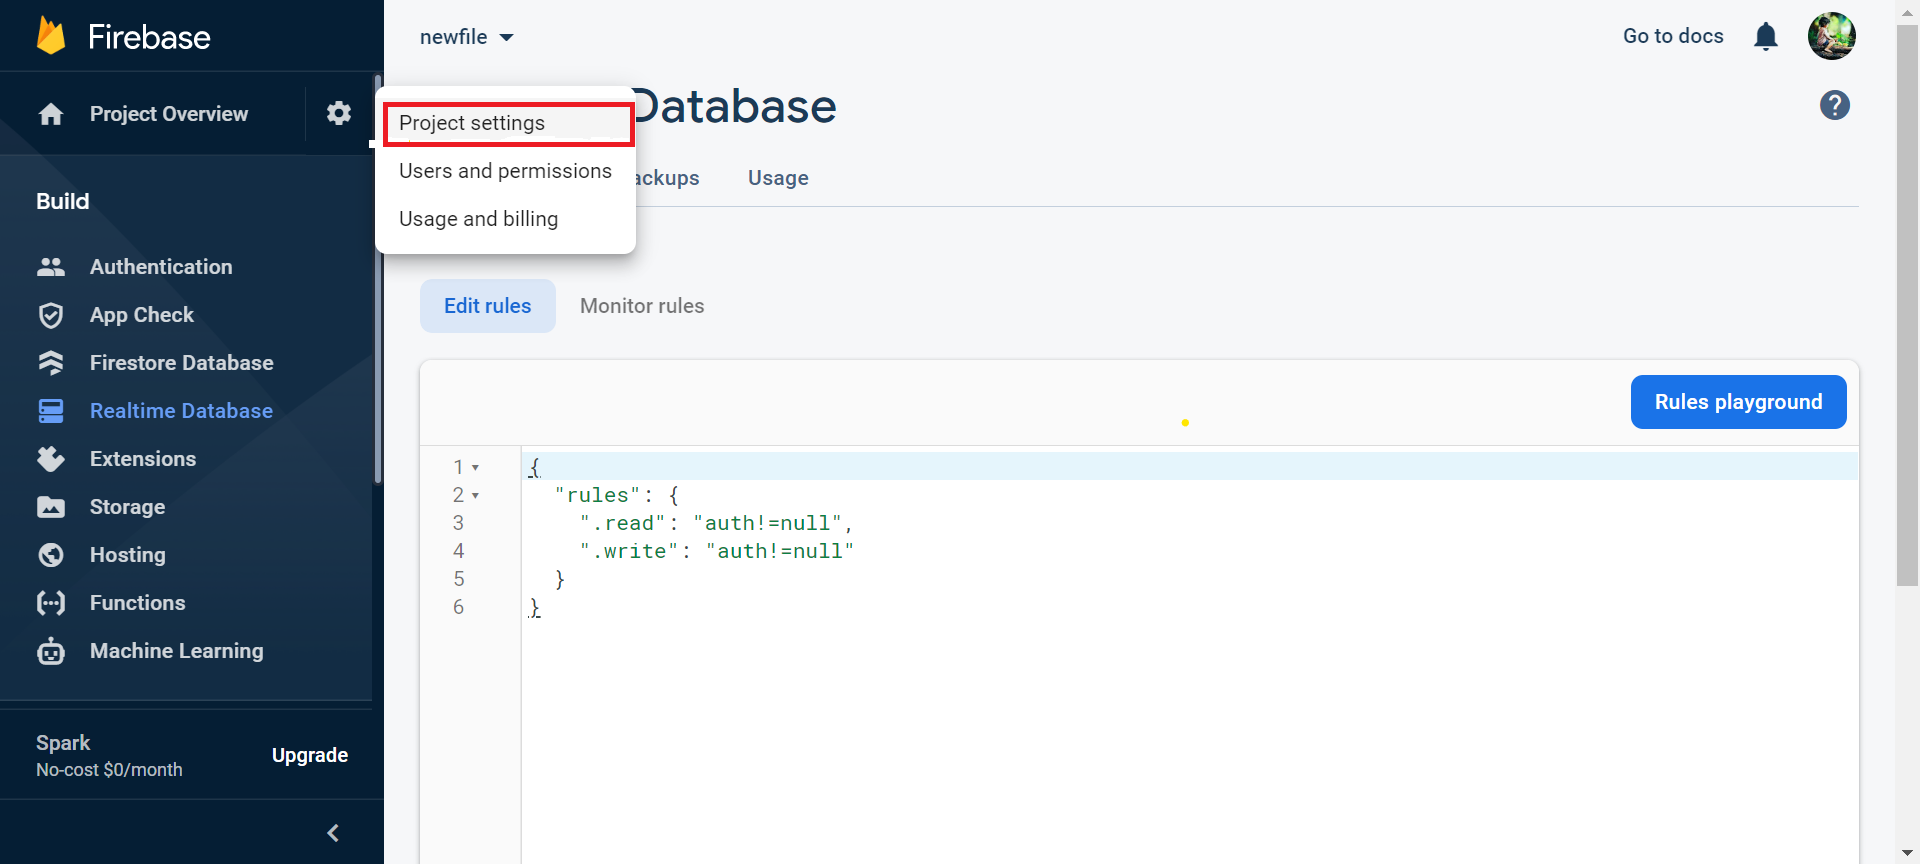 Firebase
newfile
Go to docs
Project Overview
Project settings
Users and permissions
Usage and billing
Database
Usage
Build
Authentication
App Check
Firestore Database
Realtime Database
Extensions
Storage
Hosting
Functions
Machine Learning
Spark
No-cost $0/month
Upgrade
Edit rules
Monitor rules
Rules playground
1 {
2 "rules": {
3 ".read": "auth!=null",
4 ".write": "auth!=null"
5 }
6 }